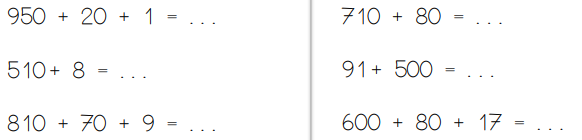 950 + 20 + 1 = ...
510+ 8 = ...
810 + 70 + 9 = ...
710 + 80 = ...
91+ 500 = ...
600 + 80 + 17 = ...